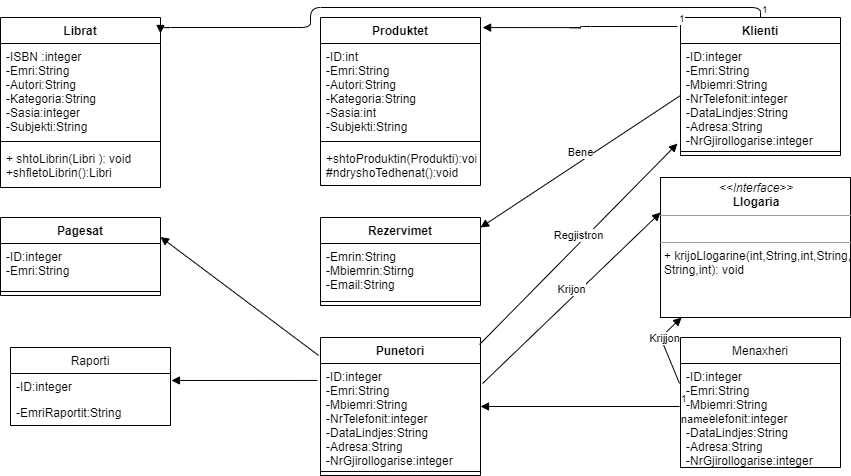 1
1
Librat
-ISBN :integer
-Emri:String
-Autori:String
-Kategoria:String
-Sasia:integer
-Subjekti:String
+ shtoLibrin(Libri ): void
+shfletoLibrin():Libri
Produktet
-ID:int
-Emri:String
-Autori:String
-Kategoria:String
-Sasia:int
-Subjekti:String
+shtoProduktin(Produkti):voi
#ndryshoTedhenat():void
Klienti
-ID:integer
-Emri:String
-Mbiemri:String
-NrTelefonit:integer
-DataLindjes:String
-Adresa:String
-NrGjirollogarise:integer
Bene
<<Interface>>
Llogaria
+ krijoLlogarine(int,String,int,String,
String,int): void
Pagesat
-ID:integer
-Emri:String
Rezervimet
-Emrin:String
-Mbiemrin:Stirng
-Email:String
Regjistron
Krijon
Krijjon
Raporti
-ID:integer
-EmriRaportit:String
Punetori
-ID:integer
-Emri:String
-Mbiemri:String
-NrTelefonit:integer
-DataLindjes:String
-Adresa:String
-NrGjirollogarise:integer
Menaxheri
-ID:integer
-Emri:String
1
-Mbiemri:String
name
elefonit:integer
-DataLindjes:String
-Adresa:String
-NrGjirollogarise:integer